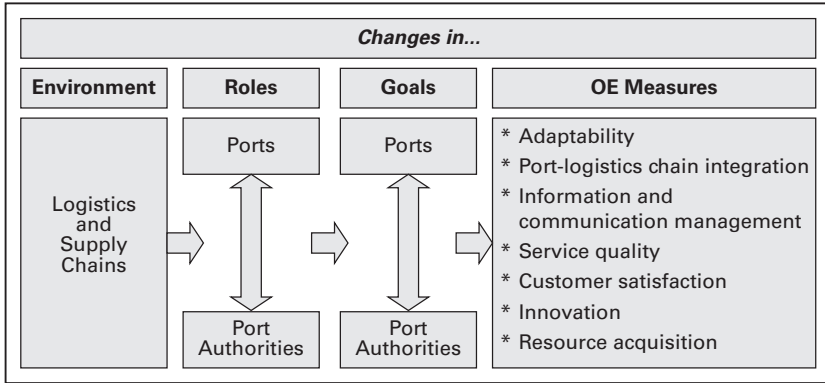 Changes in...
Environment
Roles
Goals
OE Measures
Logistics
and
Supply
Chains
Ports
Port
Authorities
Ports
Port
Authorities
* Adaptability
* Port-logistics chain integration
* Information and
communication management
* Service quality
* Customer satisfaction
* Innovation
* Resource acquisition